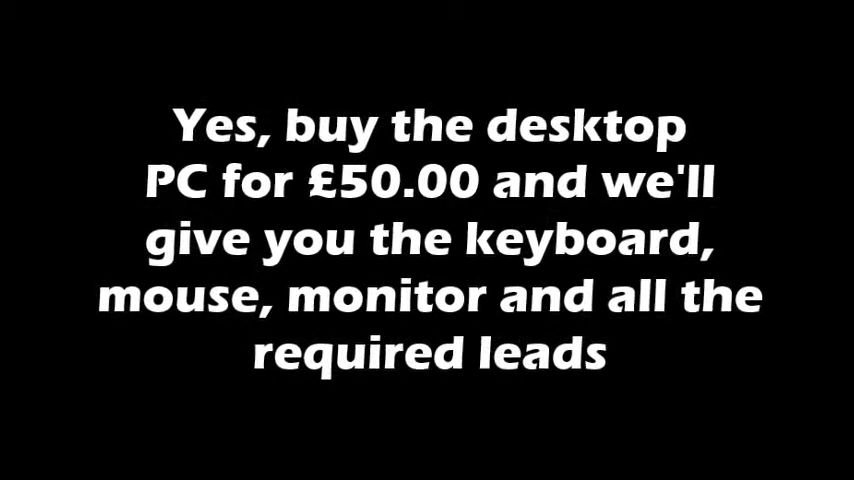 Yes, buy the desktop
PC for £50.00 and we'll
give you the keyboard,
mouse, monitor and all the
required leads